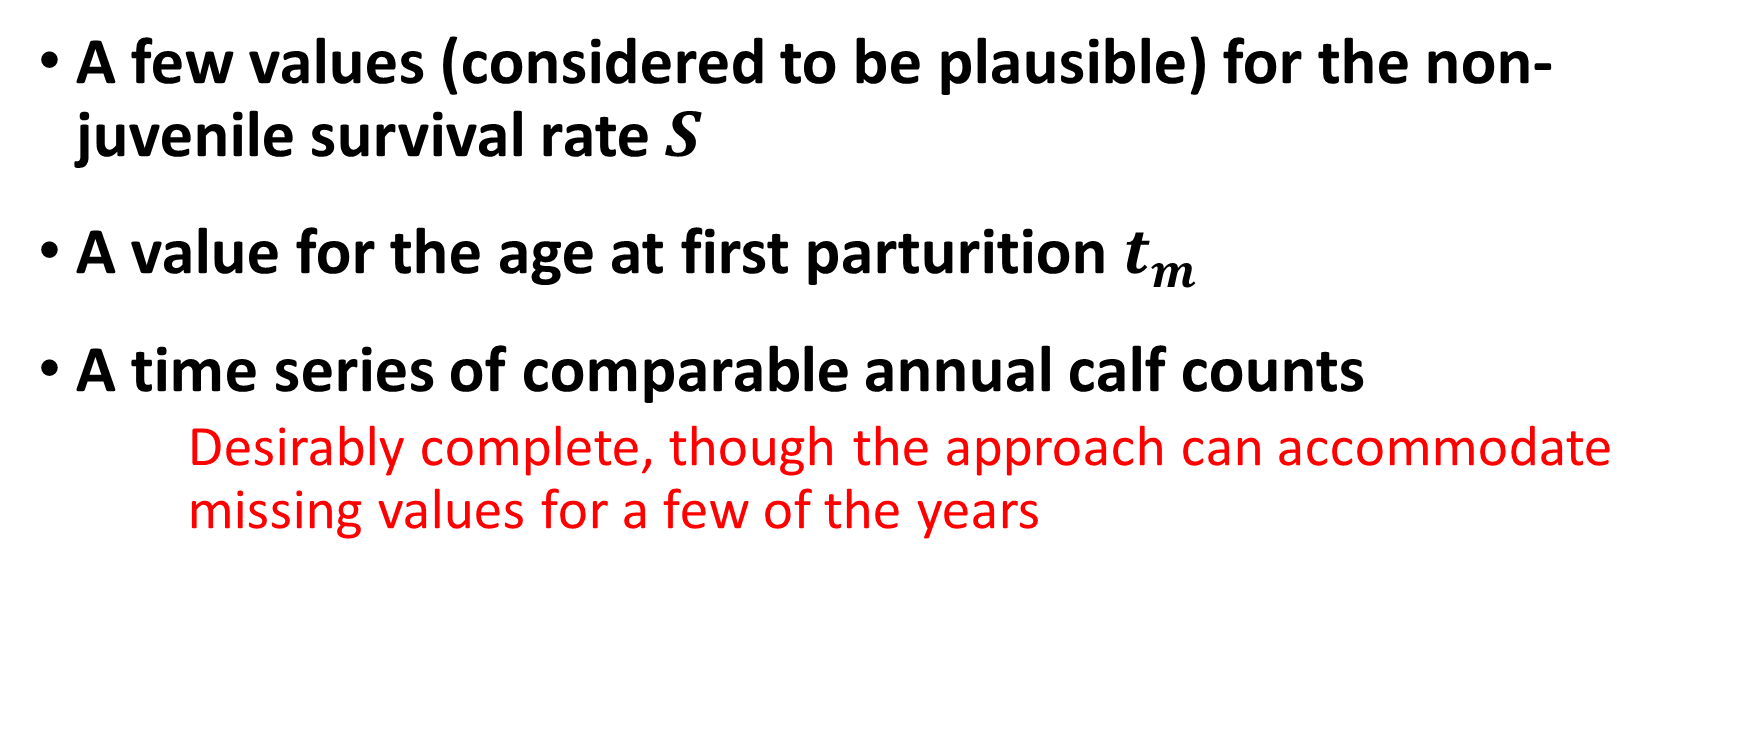 • A few values (considered to be plausible) for the non-
juvenile survival rate S
• A value for the age at first parturition tₘ
• A time series of comparable annual calf counts
Desirably complete, though the approach can accommodate
missing values for a few of the years